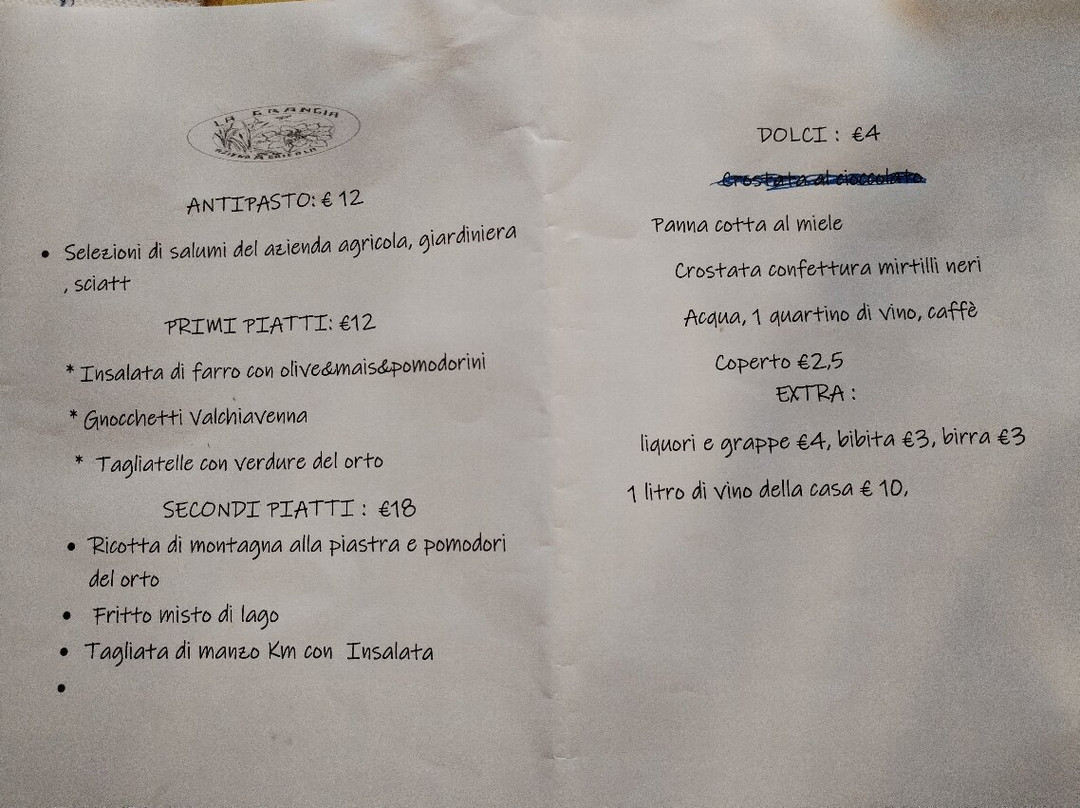 LA GRANGIA
AZIENDA AGRICOLA
ANTIPASTO: € 12
• Selezioni di salumi del azienda agricola, giardiniera
, sciatt
PRIMI PIATTI: €12
* Insalata di farro con olive&mais&pomodorini
* Gnocchetti Valchiavenna
* Tagliatelle con verdure del orto
SECONDI PIATTI : €18
• Ricotta di montagna alla piastra e pomodori
del orto
• Fritto misto di lago
• Tagliata di manzo Km con Insalata
•
DOLCI : €4
Crostata al cioccolato
Panna cotta al miele
Crostata confettura mirtilli neri
Acqua, 1 quartino di vino, caffè
Coperto €2,5
EXTRA :
liquori e grappe €4, bibita €3, birra €3
1 litro di vino della casa € 10,